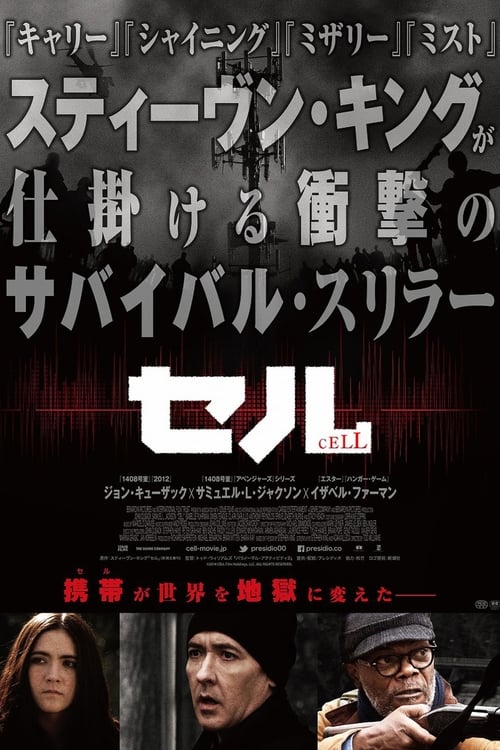 『キャリー』『シャイニング』『ミザリー』『ミスト』
スティーヴン・キングが
仕掛ける衝撃の
サバイバル・スリラー
セル
CELL
『1408号室』『2012』 『1408号室』『アベンジャーズ』シリーズ 『エスター』『ハンガー・ゲーム』
ジョン・キューザック×サミュエル・L・ジャクソン×イザベル・ファーマン
cell-movie.jp presidio00 presidio.co
セル
携帯が世界を地獄に変えた――